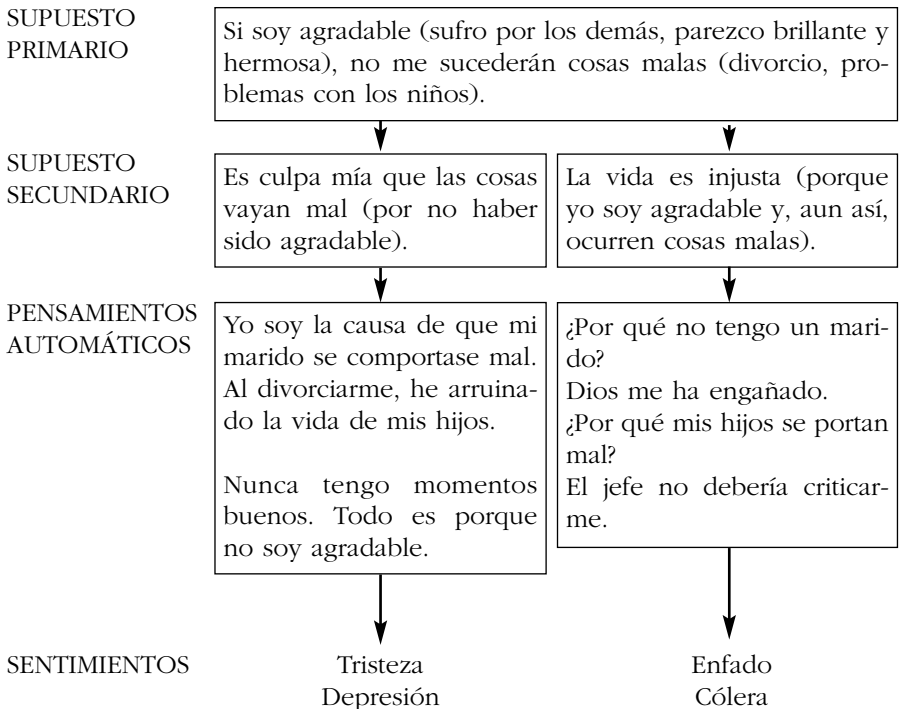 SUPUESTO
PRIMARIO
Si soy agradable (sufro por los demás, parezco brillante y
hermosa), no me sucederán cosas malas (divorcio, pro-
blemas con los niños).
SUPUESTO
SECUNDARIO
Es culpa mía que las cosas
vayan mal (por no haber
sido agradable).
La vida es injusta (porque
yo soy agradable y, aun así,
ocurren cosas malas).
PENSAMIENTOS
AUTOMÁTICOS
Yo soy la causa de que mi
marido se comportase mal.
Al divorciarme, he arruina-
do la vida de mis hijos.
Nunca tengo momentos
buenos. Todo es porque
no soy agradable.
¿Por qué no tengo un mari-
do?
Dios me ha engañado.
¿Por qué mis hijos se portan
mal?
El jefe no debería criticar-
me.
SENTIMIENTOS
Tristeza
Depresión
Enfado
Cólera